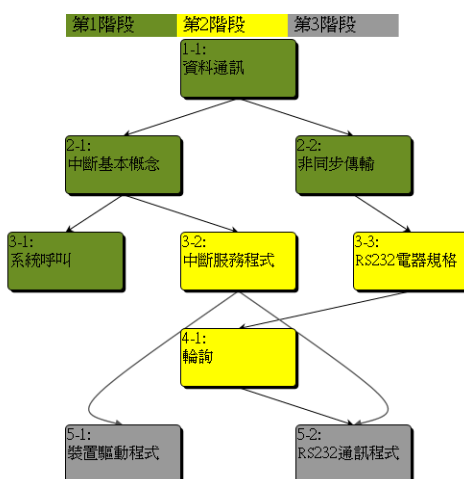 第1階段 第2階段 第3階段
1-1:
資料通訊
2-1:
中斷基本概念
2-2:
非同步傳輸
3-1:
系統呼叫
3-2:
中斷服務程式
3-3:
RS232電器規格
4-1:
輪詢
5-1:
裝置驅動程式
5-2:
RS232通訊程式